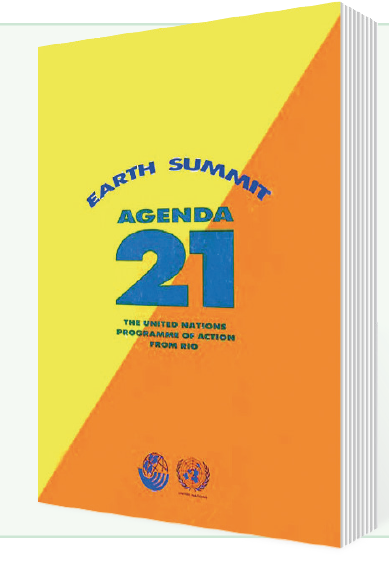 EARTH SUMMIT
AGENDA
21
THE UNITED NATIONS
PROGRAMME OF ACTION
FROM RIO